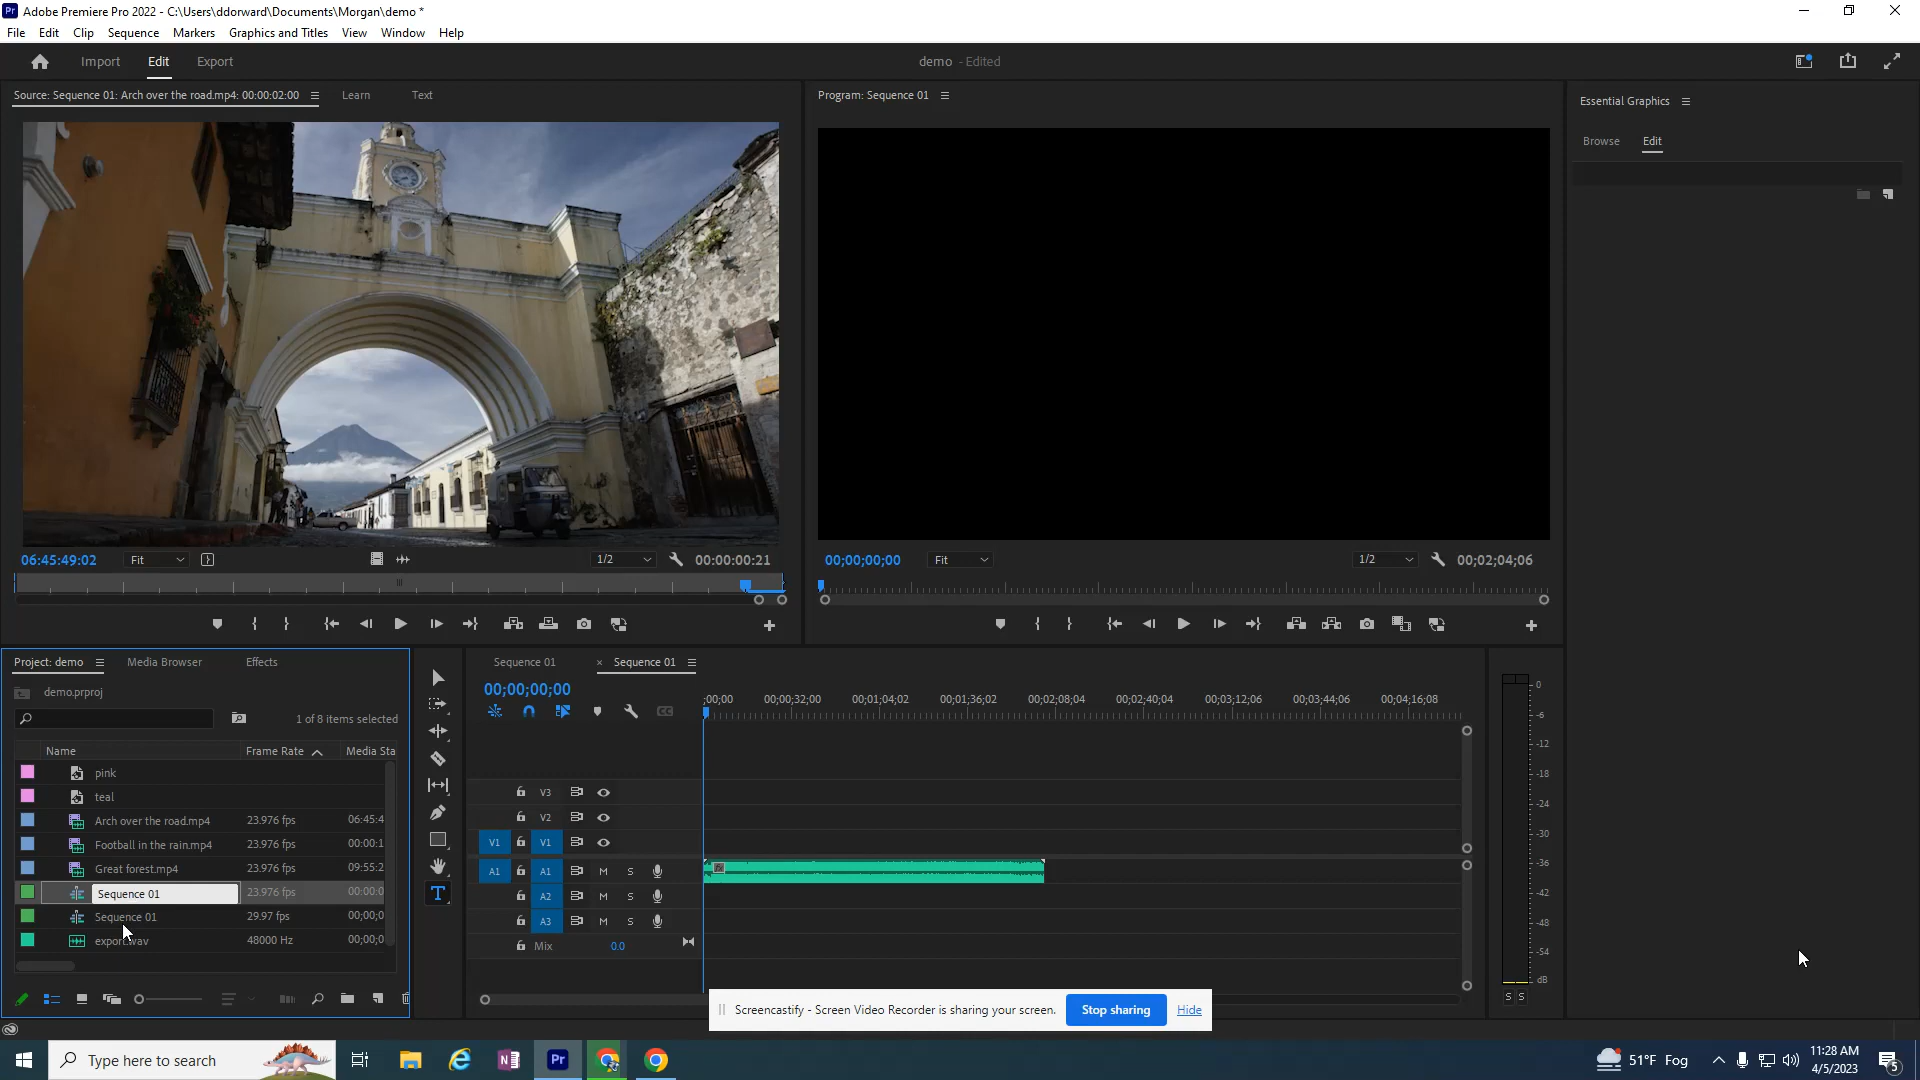 Pr Adobe Premiere Pro 2022 - C:\Users\ddorward\Documents\Morgan\demo *
File Edit Clip Sequence Markers Graphics and Titles View Window Help
Import Edit Export demo - Edited
Source: Sequence 01: Arch over the road.mp4: 00:00:02:00 Learn Text
Program: Sequence 01
Essential Graphics
Browse Edit
06:45:49:02 Fit 1/2 00:00:00:21
00;00;00;00 Fit 1/2 00;02;04;06
Project: demo Media Browser Effects
demo.prproj
1 of 8 items selected
Name Frame Rate Media Sta
pink
teal
Arch over the road.mp4 23.976 fps 06:45:4
Football in the rain.mp4 23.976 fps 00:00:1
Great forest.mp4 23.976 fps 09:55:2
Sequence 01 23.976 fps 00:00:0
Sequence 01 29.97 fps 00;00;0
export.wav 48000 Hz 00;00;0
Sequence 01 × Sequence 01
00;00;00;00
;00;00 00;00;32;00 00;01;04;02 00;01;36;02 00;02;08;04 00;02;40;04 00;03;12;06 00;03;44;06 00;04;16;08
CC
V3
V2
V1 V1
A1 A1 M S
fx
A2 M S
A3 M S
Mix 0.0
T
0
-6
-12
-18
-24
-30
-36
-42
-48
-54
dB
S S
Screencastify - Screen Video Recorder is sharing your screen. Stop sharing Hide
Type here to search
Pr
51°F Fog
11:28 AM
4/5/2023
5